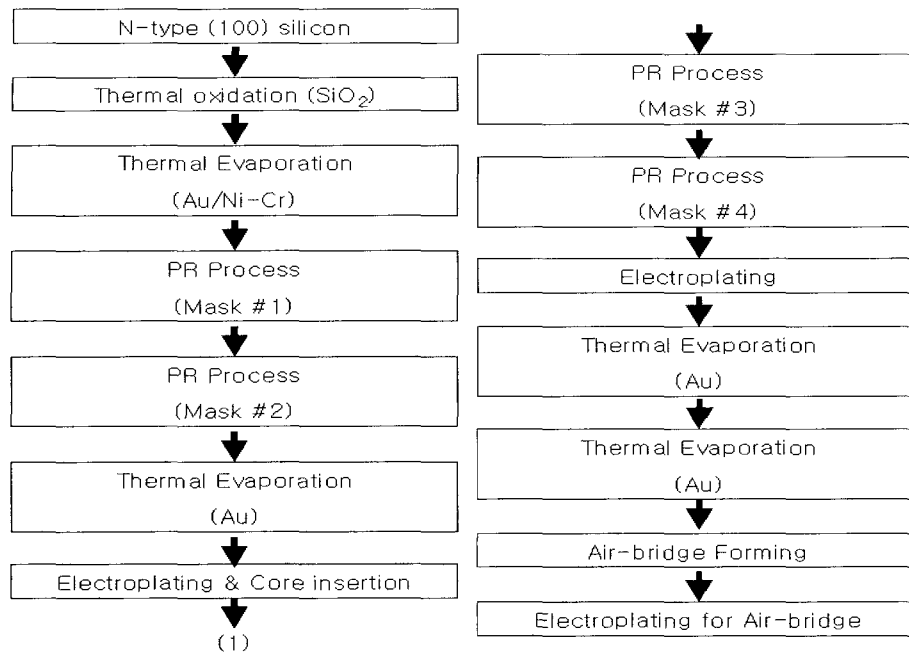 N-type (100) silicon
Thermal oxidation (SiO₂)
Thermal Evaporation
(Au/Ni-Cr)
PR Process
(Mask #1)
PR Process
(Mask #2)
Thermal Evaporation
(Au)
Electroplating & Core insertion
(1)
PR Process
(Mask #3)
PR Process
(Mask #4)
Electroplating
Thermal Evaporation
(Au)
Thermal Evaporation
(Au)
Air-bridge Forming
Electroplating for Air-bridge